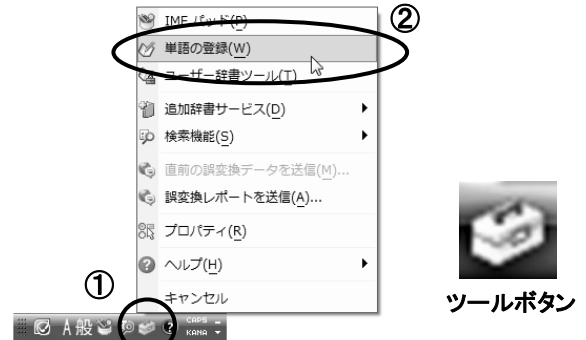 ②
IME パッド(P)
単語の登録(W)
ユーザー辞書ツール(T)
追加辞書サービス(D)
検索機能(S)
直前の誤変換データを送信(M)...
誤変換レポートを送信(A)...
プロパティ(R)
ヘルプ(H)
キャンセル
①
A 般 CAPS
KANA
ツールボタン